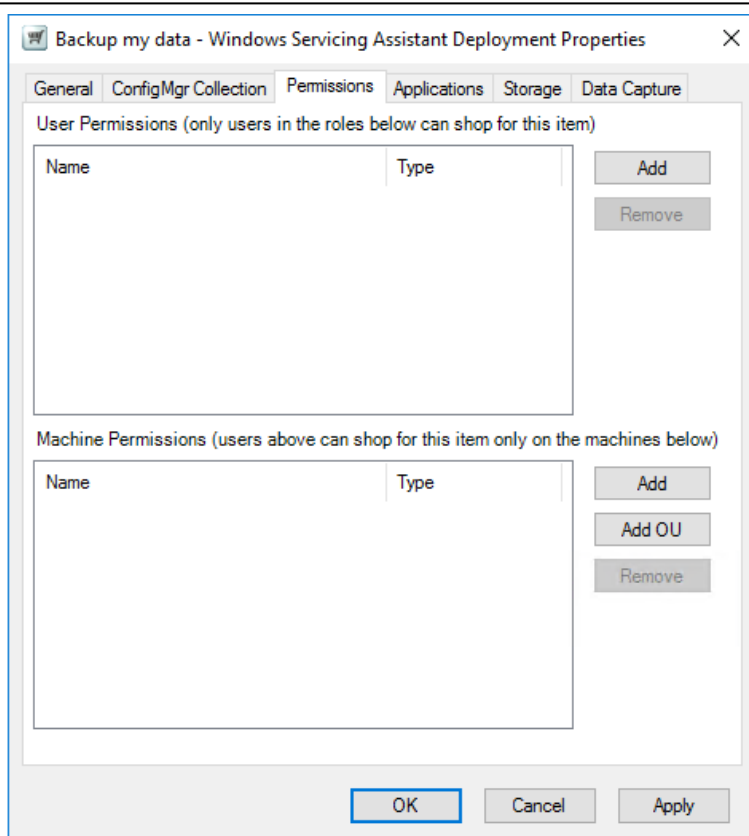 Backup my data - Windows Servicing Assistant Deployment Properties
General ConfigMgr Collection Permissions Applications Storage Data Capture
User Permissions (only users in the roles below can shop for this item)
Name Type Add
Remove
Machine Permissions (users above can shop for this item only on the machines below)
Name Type Add
Add OU
Remove
OK Cancel Apply